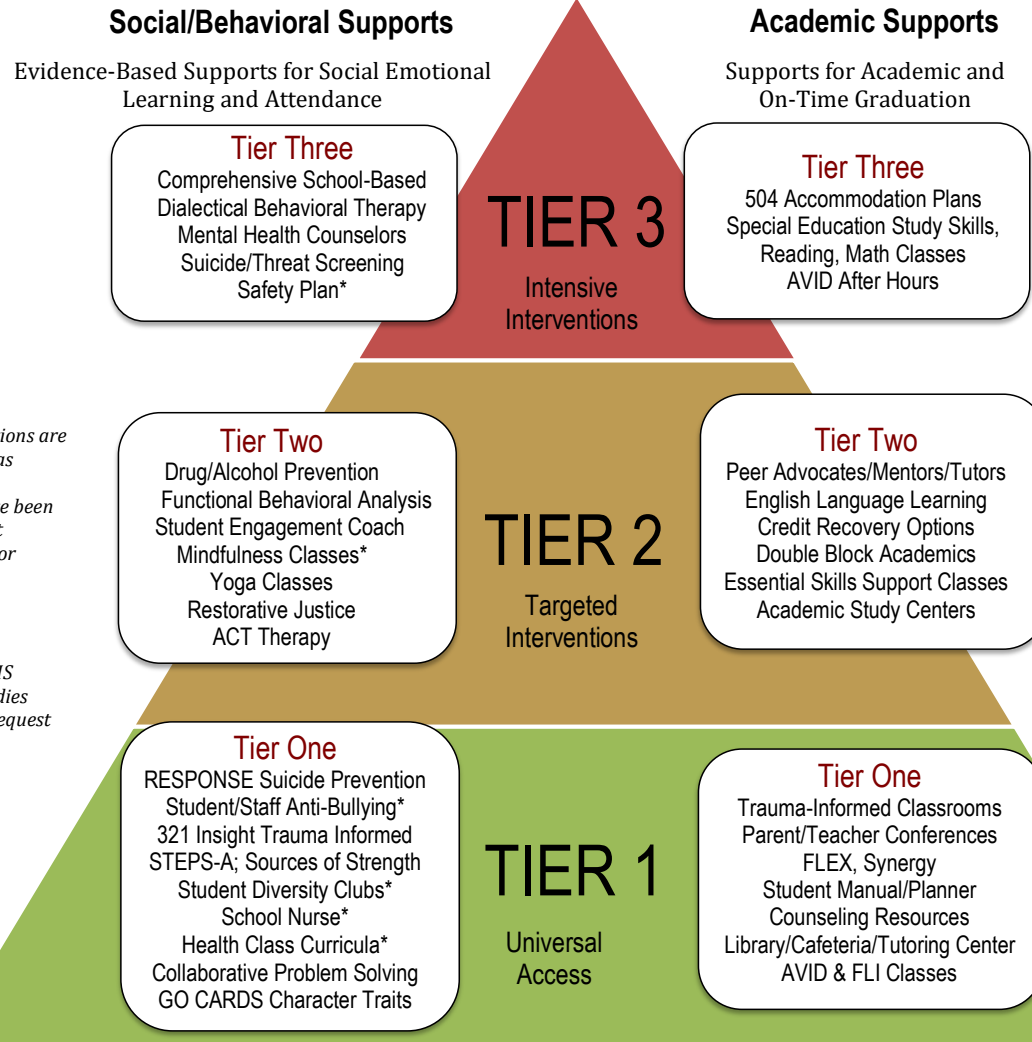 Social/Behavioral Supports
Evidence-Based Supports for Social Emotional
Learning and Attendance
Academic Supports
Supports for Academic and
On-Time Graduation
Tier Three
Comprehensive School-Based
Dialectical Behavioral Therapy
Mental Health Counselors
Suicide/Threat Screening
Safety Plan*
TIER 3
Intensive
Interventions
Tier Three
504 Accommodation Plans
Special Education Study Skills,
Reading, Math Classes
AVID After Hours
are
been
or
equest
Tier Two
Drug/Alcohol Prevention
Functional Behavioral Analysis
Student Engagement Coach
Mindfulness Classes*
Yoga Classes
Restorative Justice
ACT Therapy
TIER 2
Targeted
Interventions
Tier Two
Peer Advocates/Mentors/Tutors
English Language Learning
Credit Recovery Options
Double Block Academics
Essential Skills Support Classes
Academic Study Centers
Tier One
RESPONSE Suicide Prevention
Student/Staff Anti-Bullying*
321 Insight Trauma Informed
STEPS-A; Sources of Strength
Student Diversity Clubs*
School Nurse*
Health Class Curricula*
Collaborative Problem Solving
GO CARDS Character Traits
TIER 1
Universal
Access
Tier One
Trauma-Informed Classrooms
Parent/Teacher Conferences
FLEX, Synergy
Student Manual/Planner
Counseling Resources
Library/Cafeteria/Tutoring Center
AVID & FLI Classes